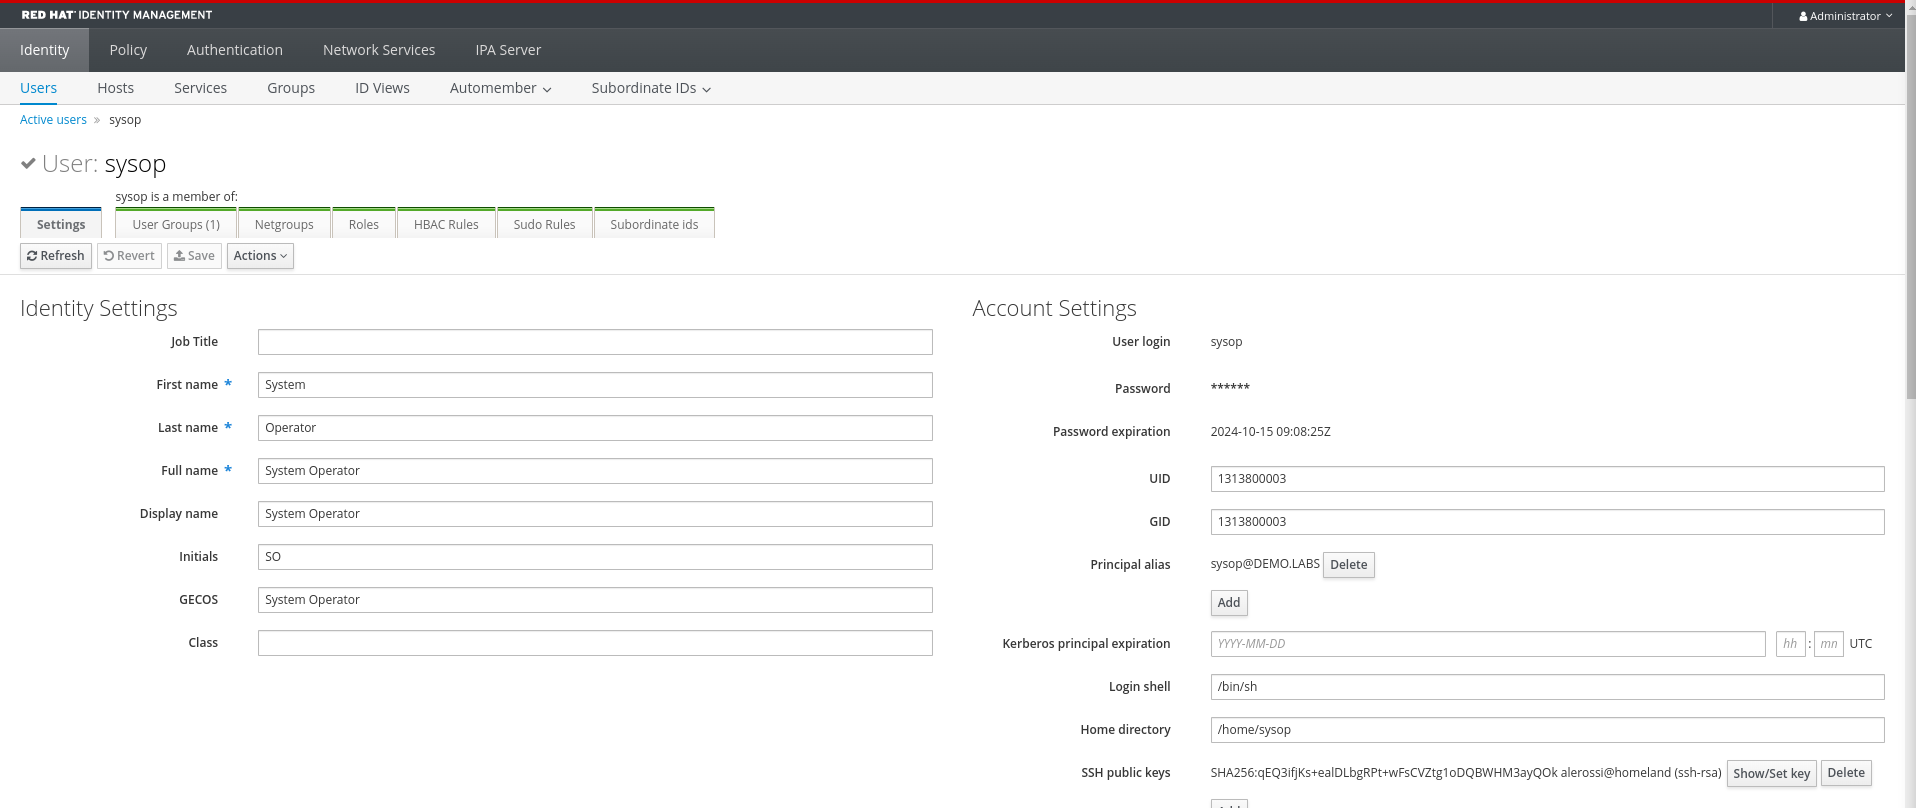 RED HAT IDENTITY MANAGEMENT
Administrator
Identity Policy Authentication Network Services IPA Server
Users Hosts Services Groups ID Views Automember Subordinate IDs
Active users » sysop
User: sysop
sysop is a member of:
Settings User Groups (1) Netgroups Roles HBAC Rules Sudo Rules Subordinate ids
Refresh Revert Save Actions
Identity Settings
Job Title
First name * System
Last name * Operator
Full name * System Operator
Display name System Operator
Initials SO
GECOS System Operator
Class
Account Settings
User login sysop
Password ******
Password expiration 2024-10-15 09:08:25Z
UID 1313800003
GID 1313800003
Principal alias sysop@DEMO.LABS Delete
Add
Kerberos principal expiration YYYY-MM-DD hh : mn UTC
Login shell /bin/sh
Home directory /home/sysop
SSH public keys SHA256:qEQ3ifjKs+ealDLbgRPt+wFsCVZtg1oDQBWHM3ayQOk alerossi@homeland (ssh-rsa) Show/Set key Delete